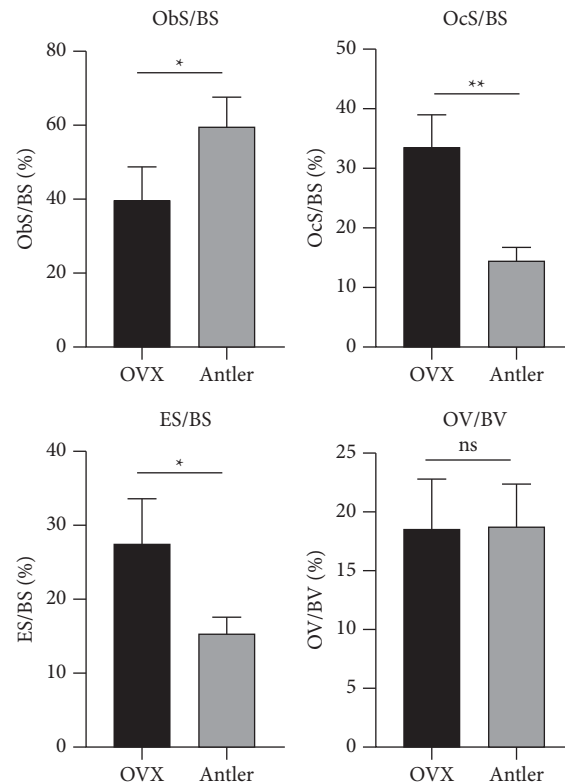 ObS/BS
ObS/BS (%)
80
60
40
20
0
*
OVX Antler
OcS/BS
OcS/BS (%)
50
40
30
20
10
0
**
OVX Antler
ES/BS
ES/BS (%)
40
30
20
10
0
*
OVX Antler
OV/BV
OV/BV (%)
25
20
15
10
5
0
ns
OVX Antler